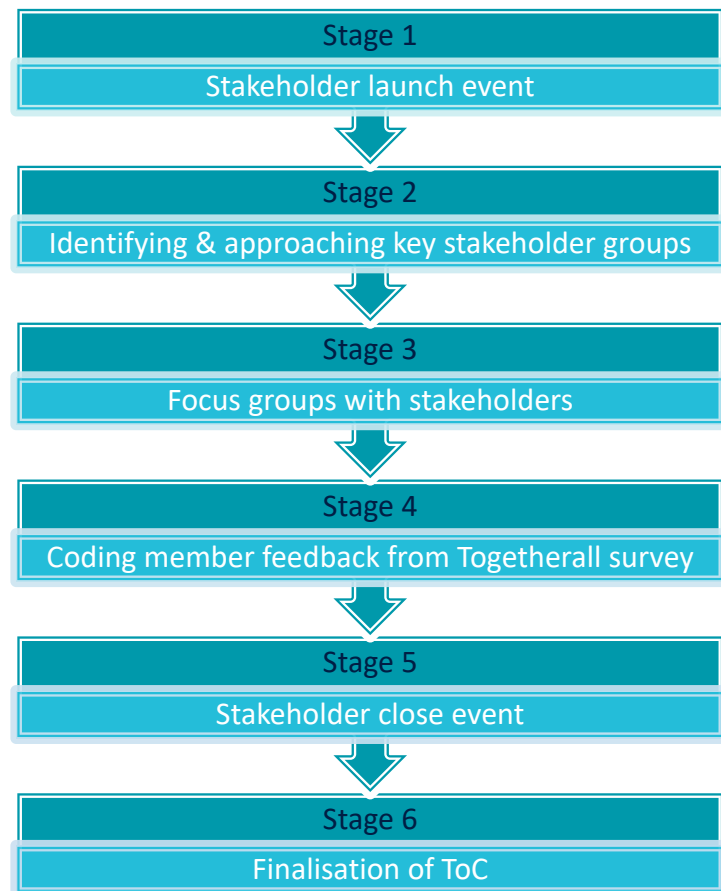 Stage 1
Stakeholder launch event
Stage 2
Identifying & approaching key stakeholder groups
Stage 3
Focus groups with stakeholders
Stage 4
Coding member feedback from Togetherall survey
Stage 5
Stakeholder close event
Stage 6
Finalisation of ToC